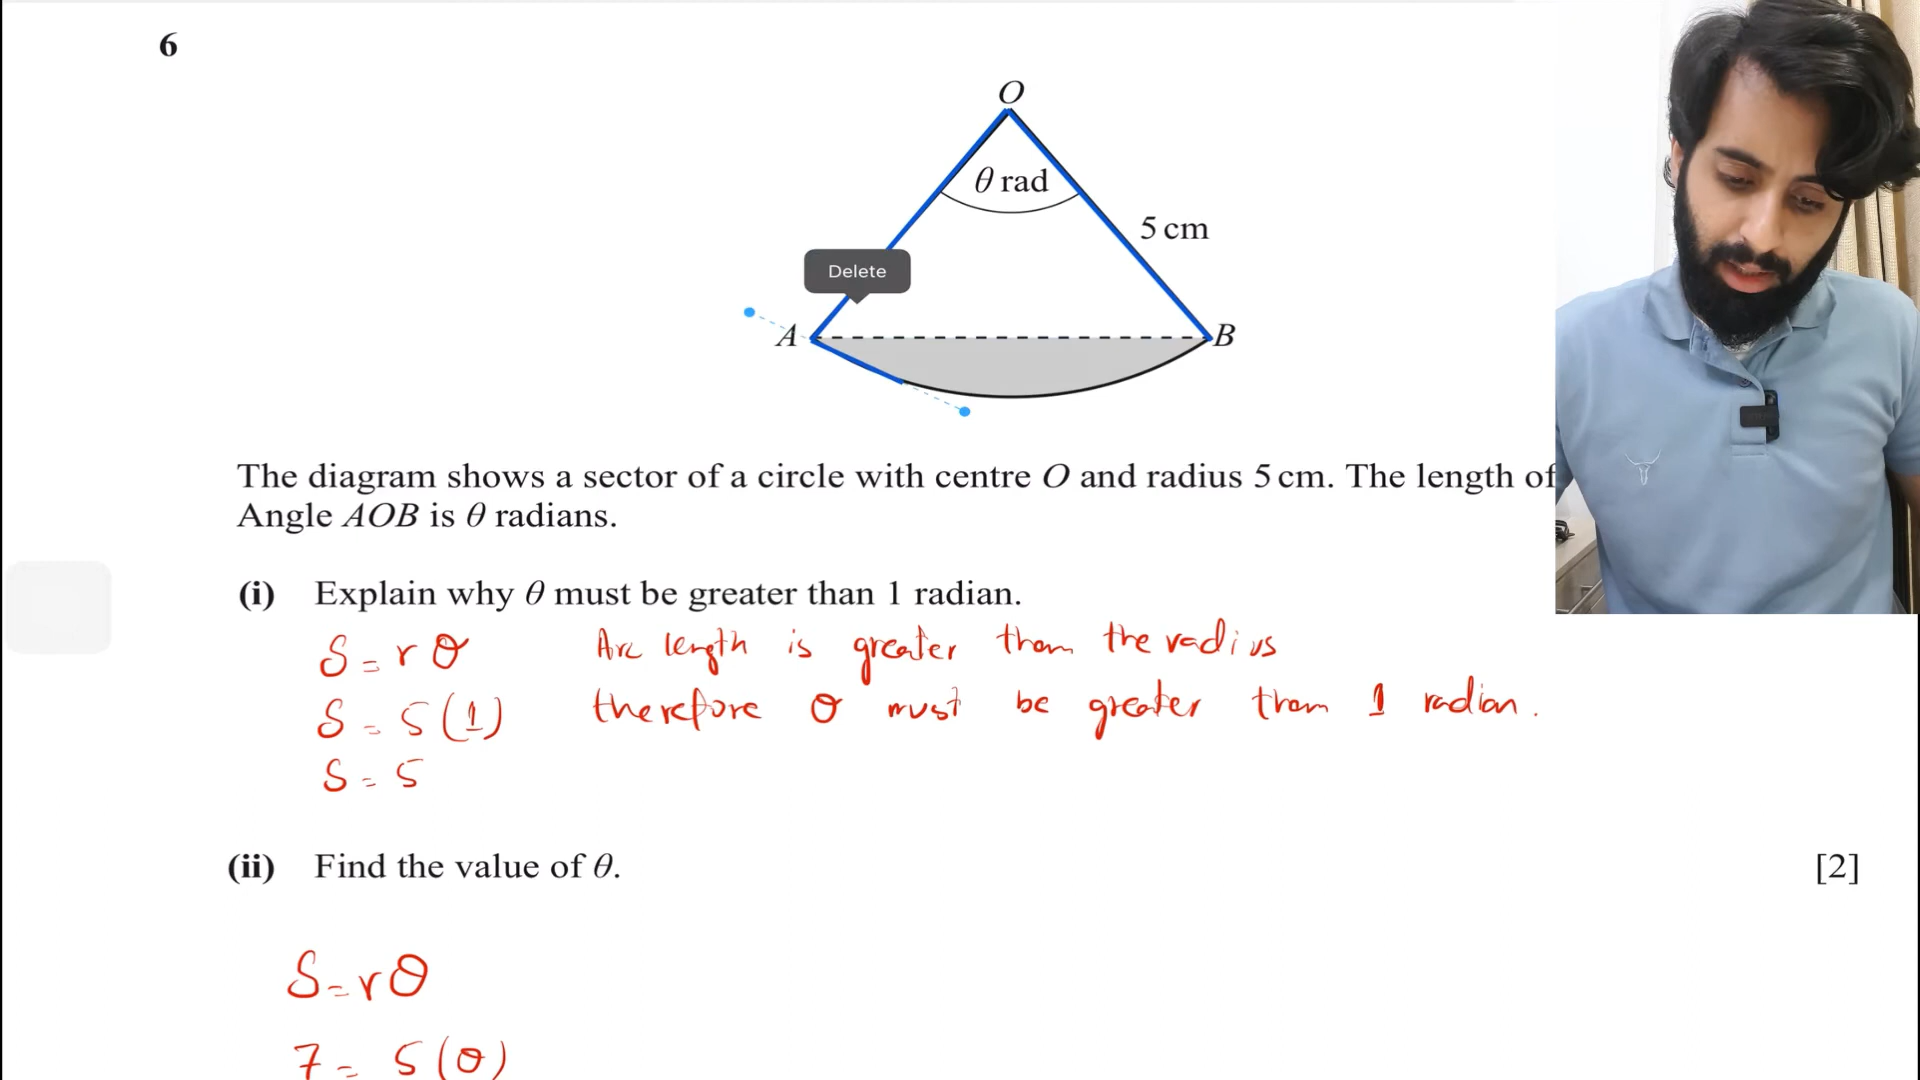 6
O
θ rad
5 cm
Delete
A
B
The diagram shows a sector of a circle with centre O and radius 5 cm. The length of
Angle AOB is θ radians.
(i) Explain why θ must be greater than 1 radian.
S = r θ Arc length is greater than the radius
S = 5 (1) therefore θ must be greater than 1 radian.
S = 5
(ii) Find the value of θ. [2]
S = r θ
7 = 5 (θ)